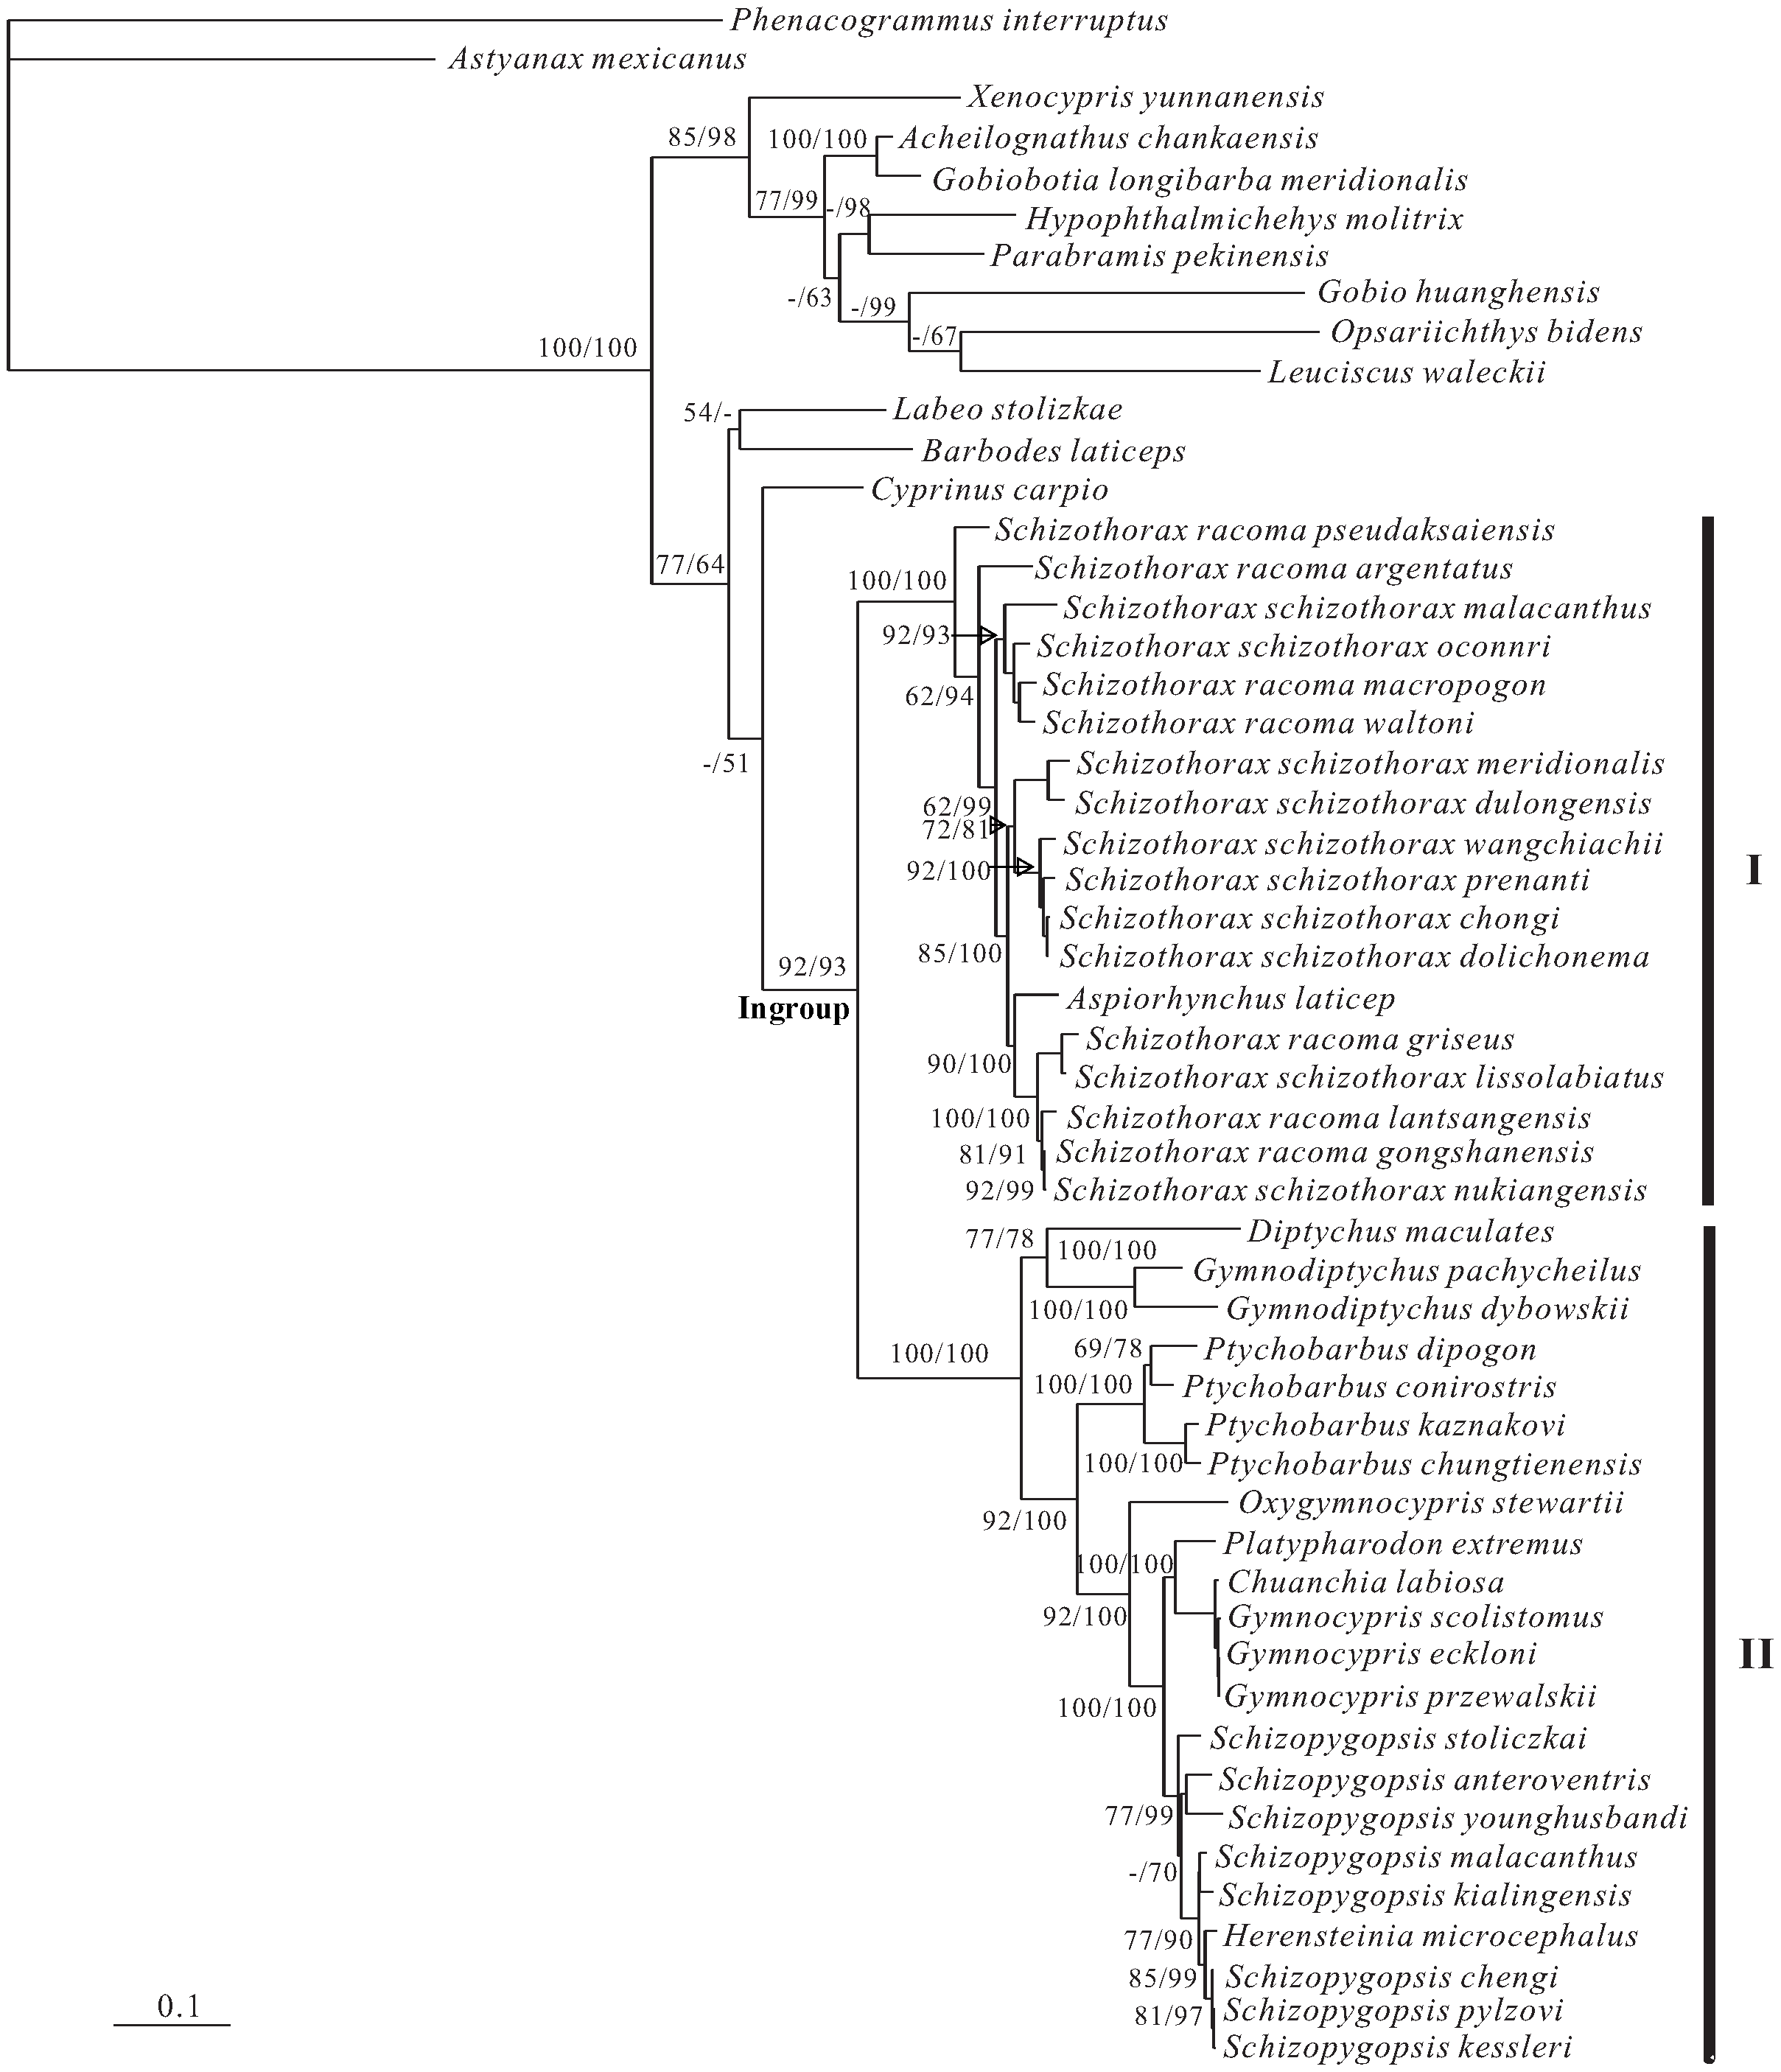 Phenacogrammus interruptus
Astyanax mexicanus
Xenocypris yunnanensis
85/98
100/100
Acheilognathus chankaensis
Gobiobotia longibarba meridionalis
77/99
-/98
Hypophthalmichehys molitrix
Parabramis pekinensis
-/63
-/99
Gobio huanghensis
-/67
Opsariichthys bidens
100/100
Leuciscus waleckii
54/-
Labeo stolizkae
Barbodes laticeps
Cyprinus carpio
Schizothorax racoma pseudaksaiensis
77/64
100/100
Schizothorax racoma argentatus
Schizothorax schizothorax malacanthus
92/93
Schizothorax schizothorax oconnri
62/94
Schizothorax racoma macropogon
Schizothorax racoma waltoni
-/51
Schizothorax schizothorax meridionalis
62/99
Schizothorax schizothorax dulongensis
72/81
Schizothorax schizothorax wangchiachii
92/100
I
Schizothorax schizothorax prenanti
Schizothorax schizothorax chongi
85/100
Schizothorax schizothorax dolichonema
92/93
Ingroup
Aspiorhynchus laticep
Schizothorax racoma griseus
90/100
Schizothorax schizothorax lissolabiatus
100/100
Schizothorax racoma lantsangensis
81/91
Schizothorax racoma gongshanensis
92/99
Schizothorax schizothorax nukiangensis
77/78
Diptychus maculates
100/100
Gymnodiptychus pachycheilus
100/100
Gymnodiptychus dybowskii
100/100
69/78
Ptychobarbus dipogon
100/100
Ptychobarbus conirostris
Ptychobarbus kaznakovi
100/100
Ptychobarbus chungtienensis
92/100
Oxygymnocypris stewartii
100/100
Platypharodon extremus
Chuanchia labiosa
92/100
Gymnocypris scolistomus
Gymnocypris eckloni
II
Gymnocypris przewalskii
100/100
Schizopygopsis stoliczkai
Schizopygopsis anteroventris
77/99
Schizopygopsis younghusbandi
-/70
Schizopygopsis malacanthus
Schizopygopsis kialingensis
77/90
Herensteinia microcephalus
85/99
Schizopygopsis chengi
0.1
81/97
Schizopygopsis pylzovi
Schizopygopsis kessleri